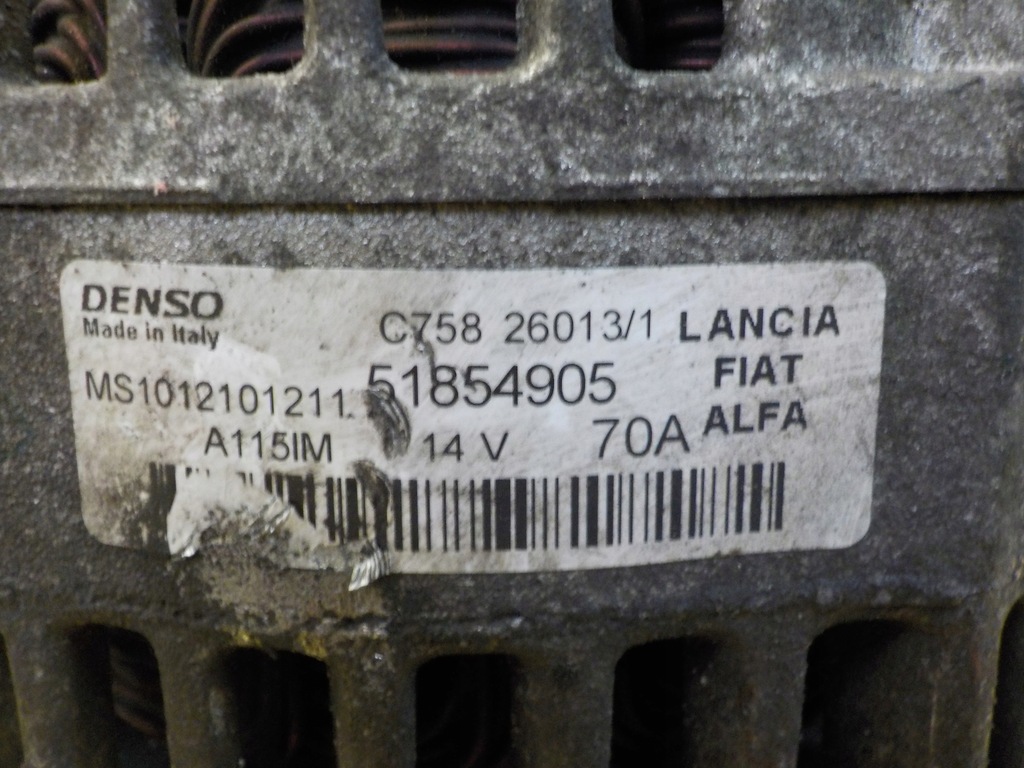 DENSO
Made in Italy
C758 26013/1
LANCIA
FIAT
ALFA
MS1012101211
51854905
A115IM
14 V
70A